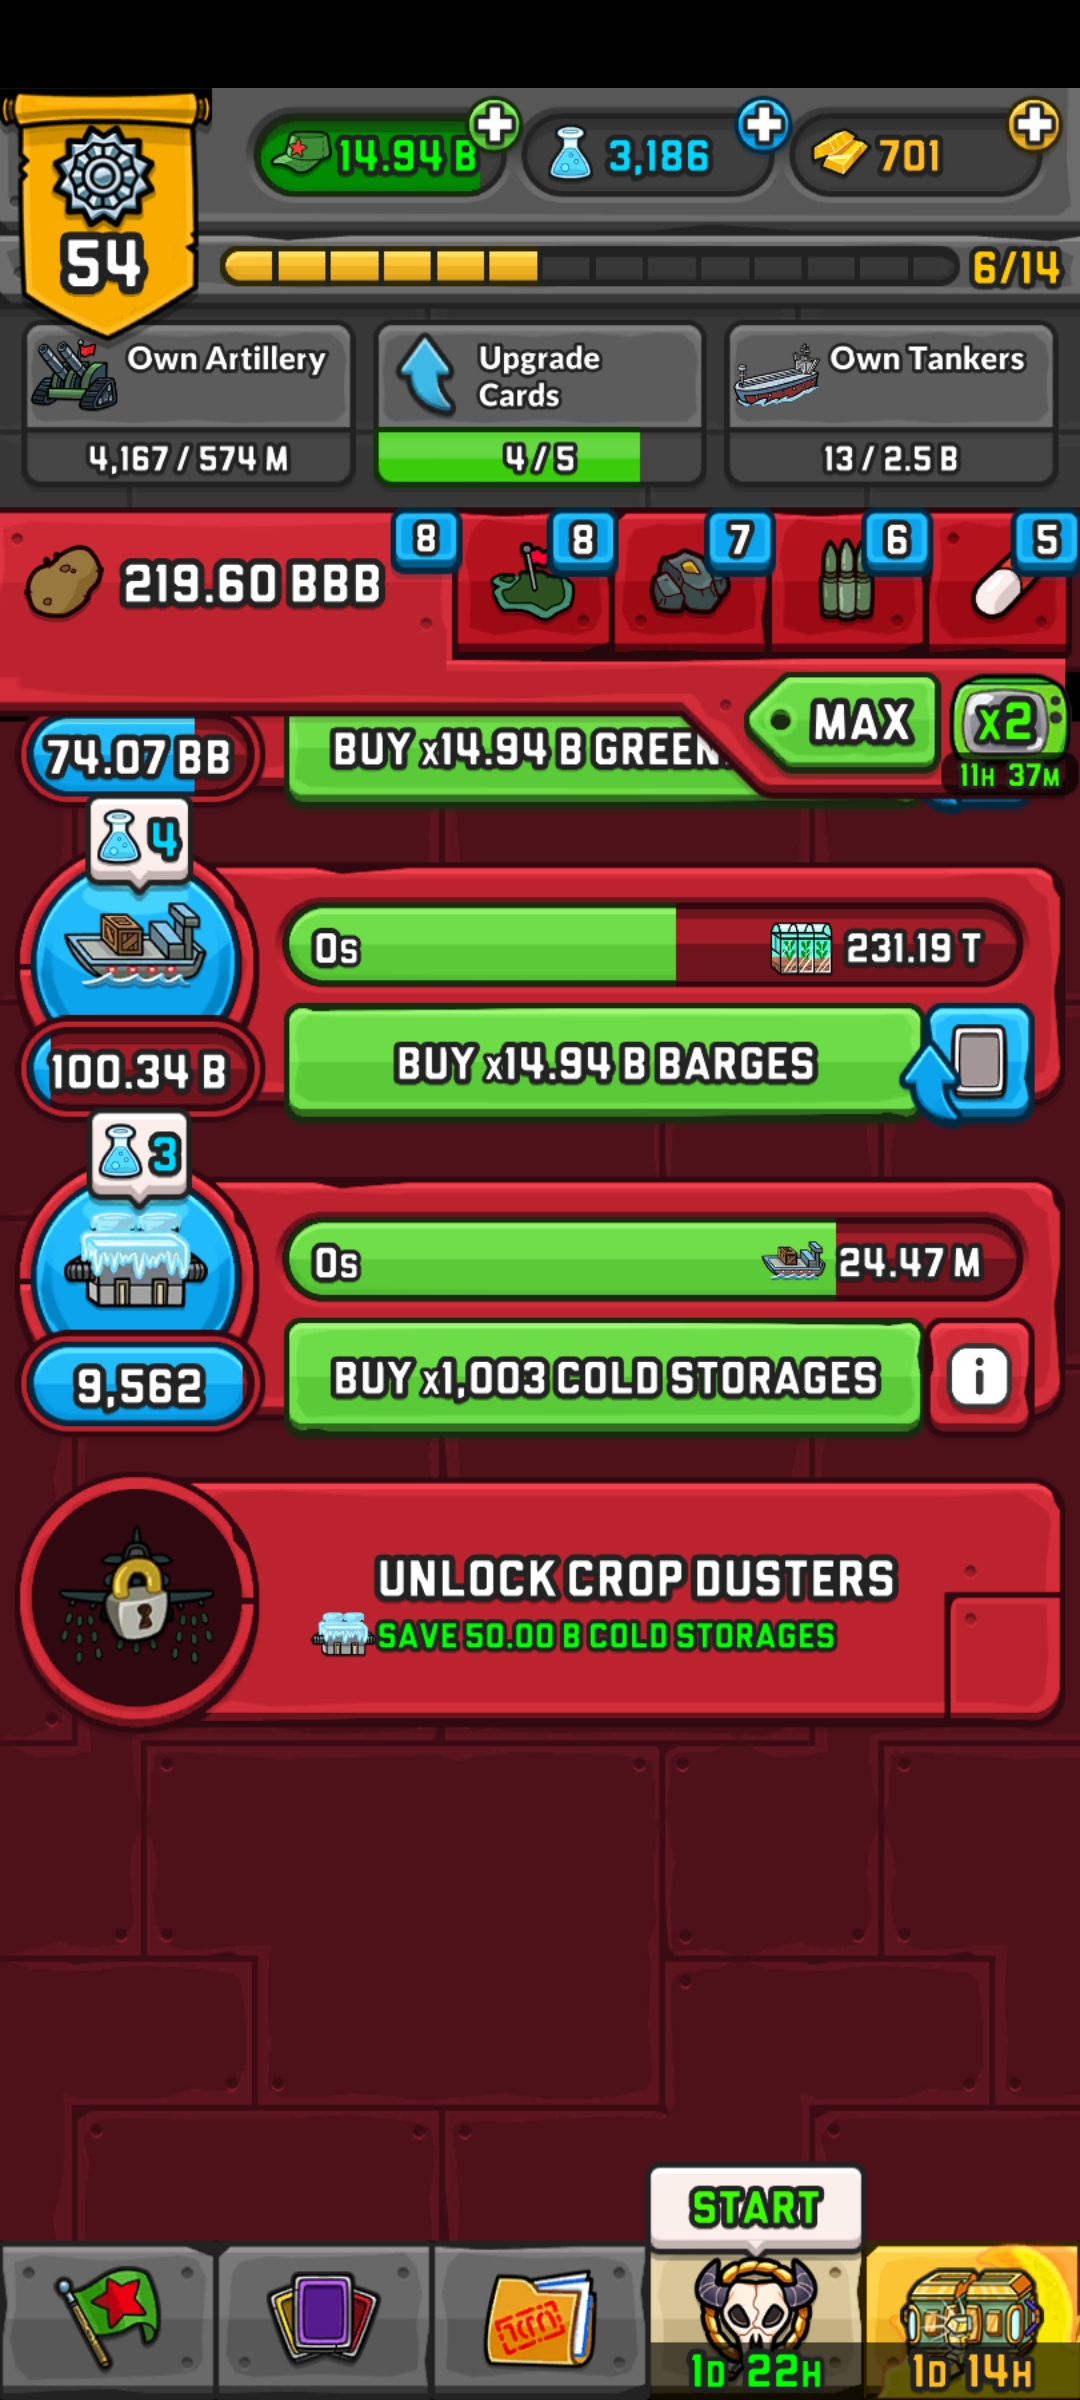 54
14.94 B
3,186
701
6/14
Own Artillery
4,167 / 574 M
Upgrade
Cards
4 / 5
Own Tankers
13 / 2.5 B
219.60 BBB
8
8
7
6
5
MAX
x2
11H 37M
74.07 BB
BUY x14.94 B GREEN.
4
0s
231.19 T
100.34 B
BUY x14.94 B BARGES
3
0s
24.47 M
9,562
BUY x1,003 COLD STORAGES
i
UNLOCK CROP DUSTERS
SAVE 50.00 B COLD STORAGES
START
1D 22H
1D 14H